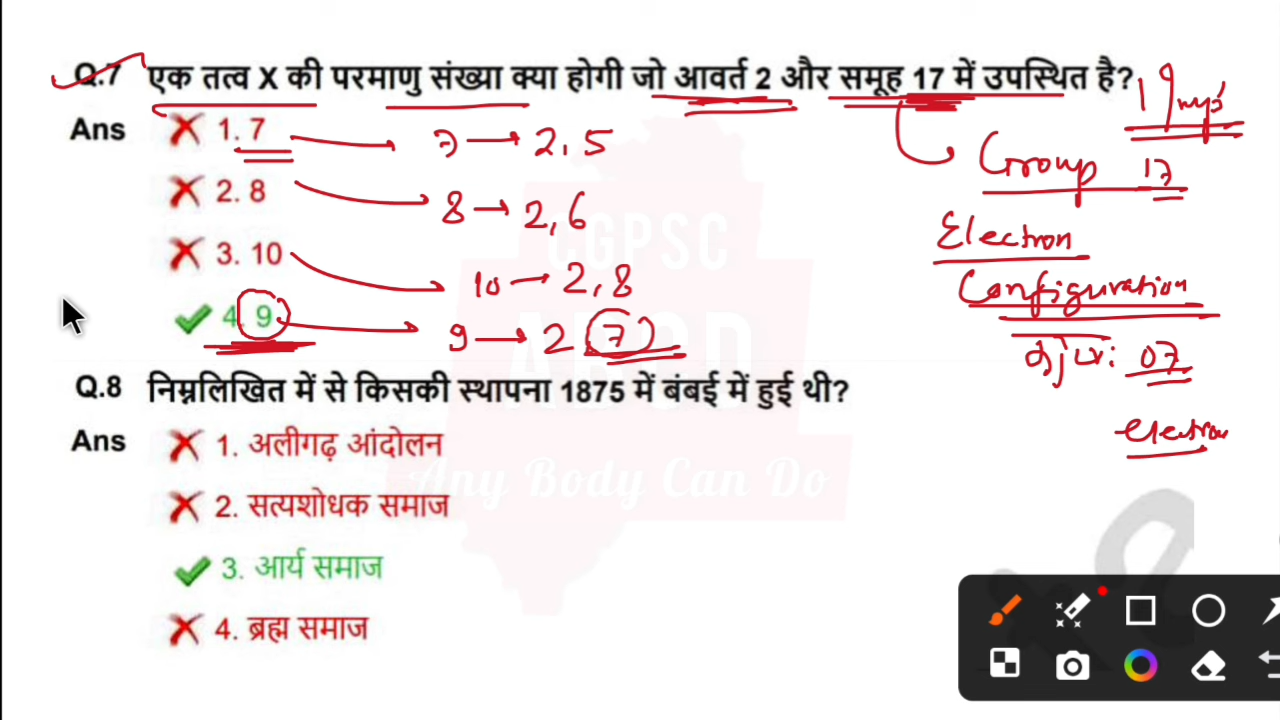 Q.7 एक तत्व X की परमाणु संख्या क्या होगी जो आवर्त 2 और समूह 17 में उपस्थित है?
Ans 1. 7
7 → 2, 5
2. 8
8 → 2, 6
3. 10
10 → 2, 8
4. 9
9 → 2 7
Group 17
Electron
Configuration
07
electron
Q.8 निम्नलिखित में से किसकी स्थापना 1875 में बंबई में हुई थी?
Ans 1. अलीगढ़ आंदोलन
2. सत्यशोधक समाज
3. आर्य समाज
4. ब्रह्म समाज
CGPSC
ABCD
Any Body Can Do